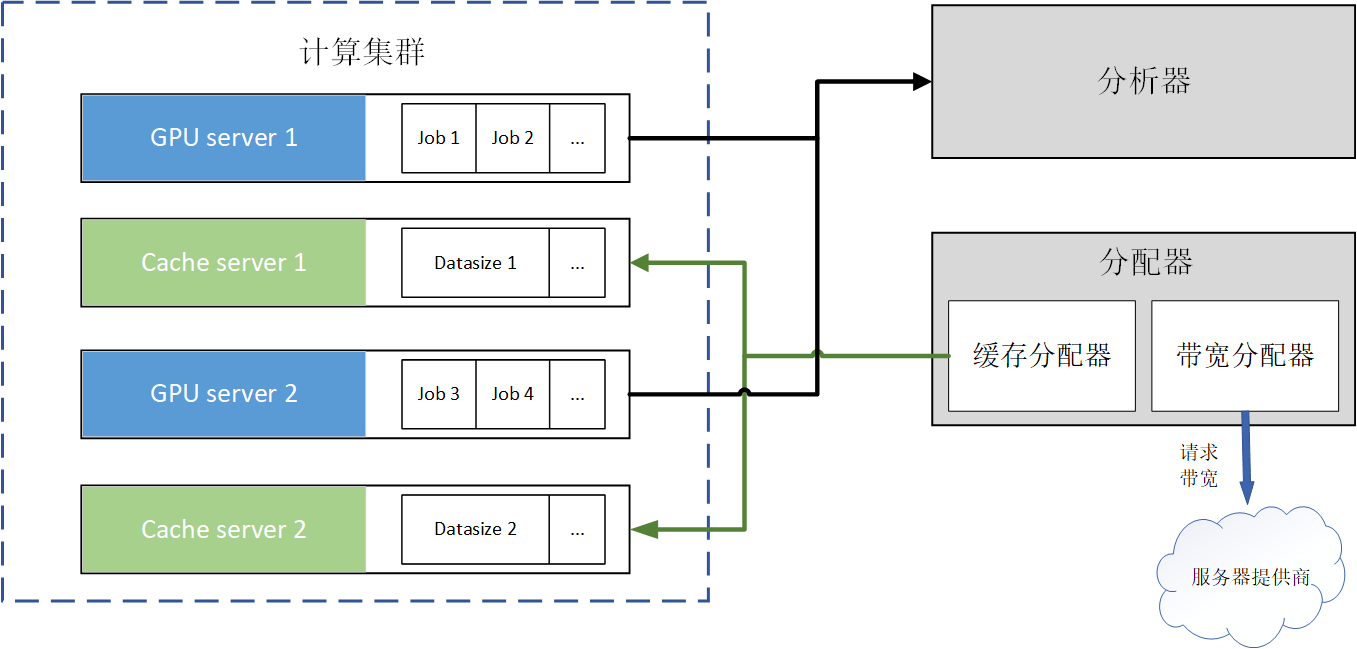 计算集群
GPU server 1
Job 1
Job 2
...
Cache server 1
Datasize 1
...
GPU server 2
Job 3
Job 4
...
Cache server 2
Datasize 2
...
分析器
分配器
缓存分配器
带宽分配器
请求
带宽
服务器提供商